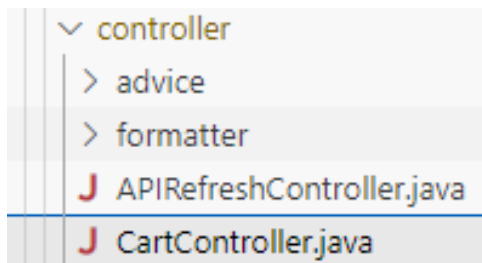 controller
advice
formatter
J APIRefreshController.java
J CartController.java